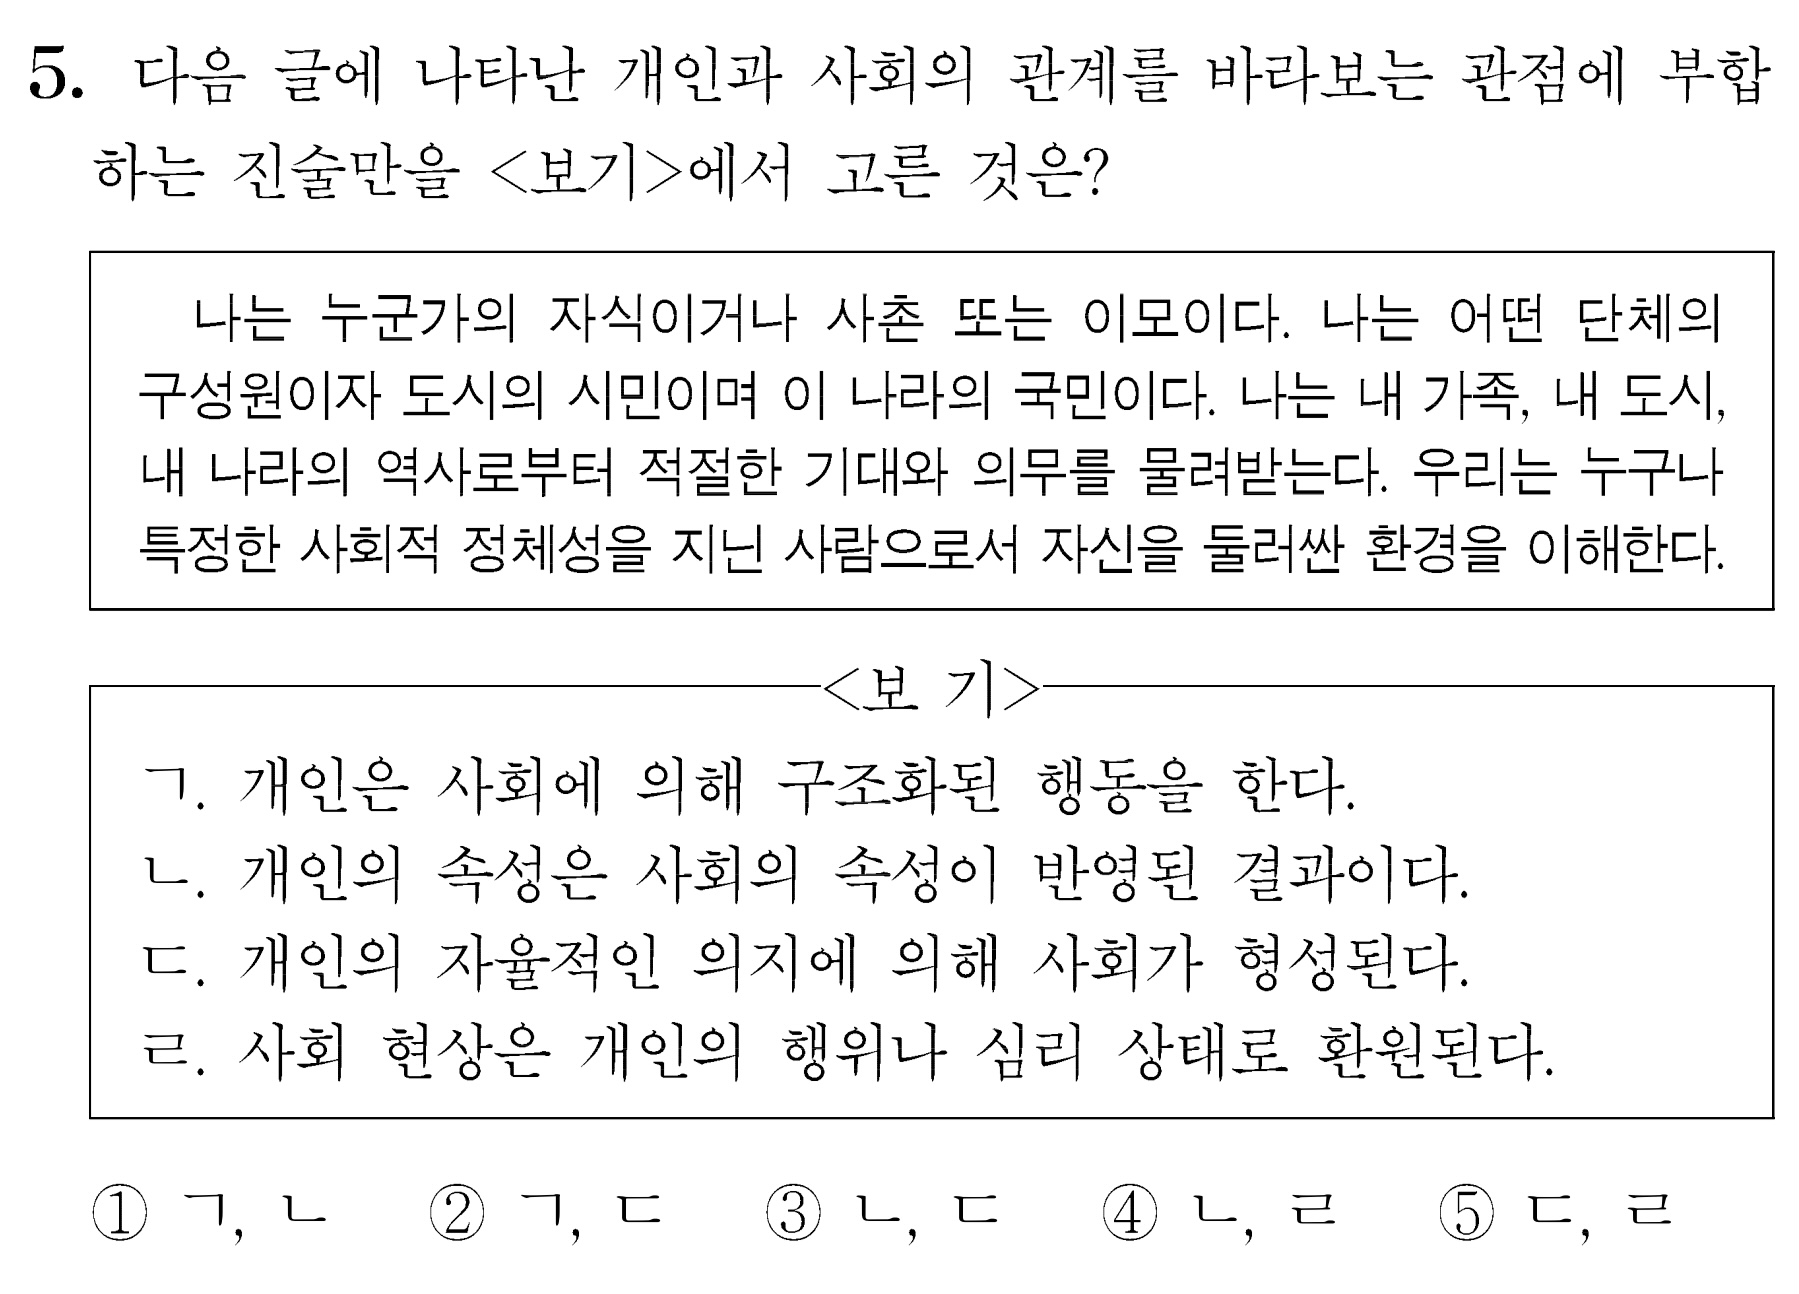 5. 다음 글에 나타난 개인과 사회의 관계를 바라보는 관점에 부합
하는 진술만을 <보기>에서 고른 것은?
나는 누군가의 자식이거나 사촌 또는 이모이다. 나는 어떤 단체의
구성원이자 도시의 시민이며 이 나라의 국민이다. 나는 내 가족, 내 도시,
내 나라의 역사로부터 적절한 기대와 의무를 물려받는다. 우리는 누구나
특정한 사회적 정체성을 지닌 사람으로서 자신을 둘러싼 환경을 이해한다.
<보 기>
ㄱ. 개인은 사회에 의해 구조화된 행동을 한다.
ㄴ. 개인의 속성은 사회의 속성이 반영된 결과이다.
ㄷ. 개인의 자율적인 의지에 의해 사회가 형성된다.
ㄹ. 사회 현상은 개인의 행위나 심리 상태로 환원된다.
① ㄱ, ㄴ ② ㄱ, ㄷ ③ ㄴ, ㄷ ④ ㄴ, ㄹ ⑤ ㄷ, ㄹ